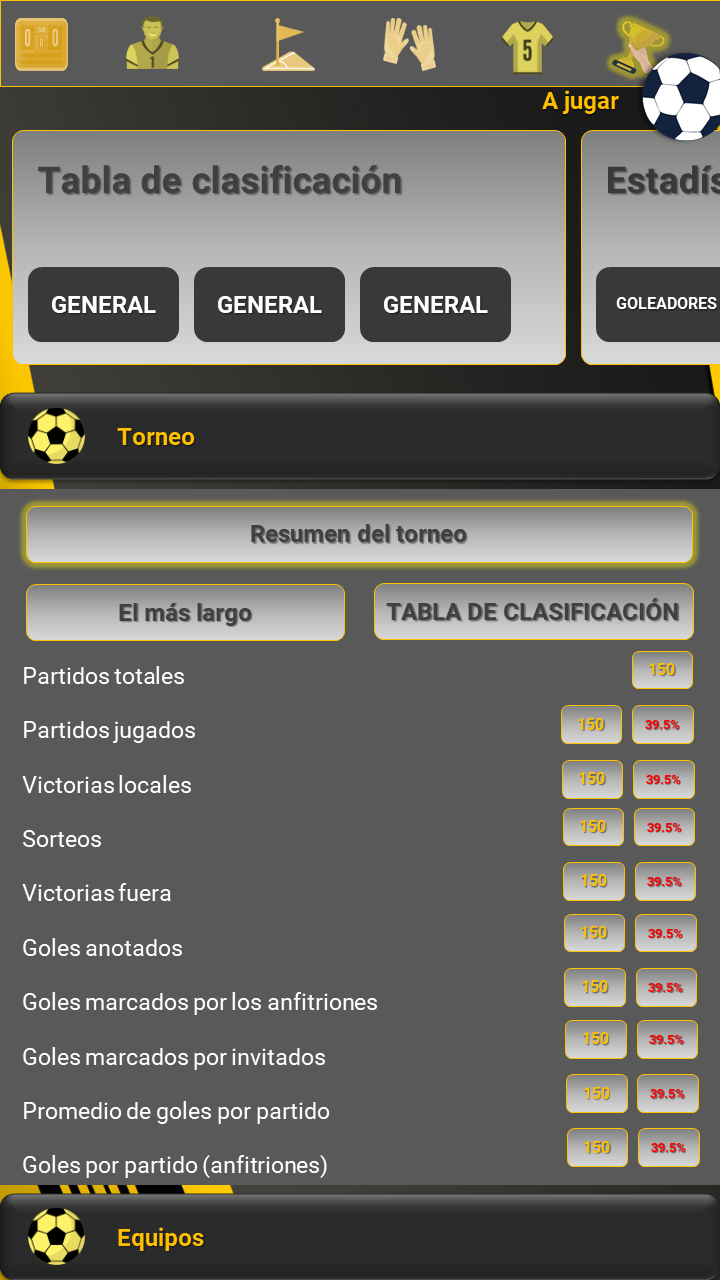 5
1
A jugar
Tabla de clasificación
Estadís
GENERAL GENERAL GENERAL
GOLEADORES
Torneo
Resumen del torneo
El más largo
TABLA DE CLASIFICACIÓN
Partidos totales 150
Partidos jugados 150 39.5%
Victorias locales 150 39.5%
Sorteos 150 39.5%
Victorias fuera 150 39.5%
Goles anotados 150 39.5%
Goles marcados por los anfitriones 150 39.5%
Goles marcados por invitados 150 39.5%
Promedio de goles por partido 150 39.5%
Goles por partido (anfitriones) 150 39.5%
Equipos